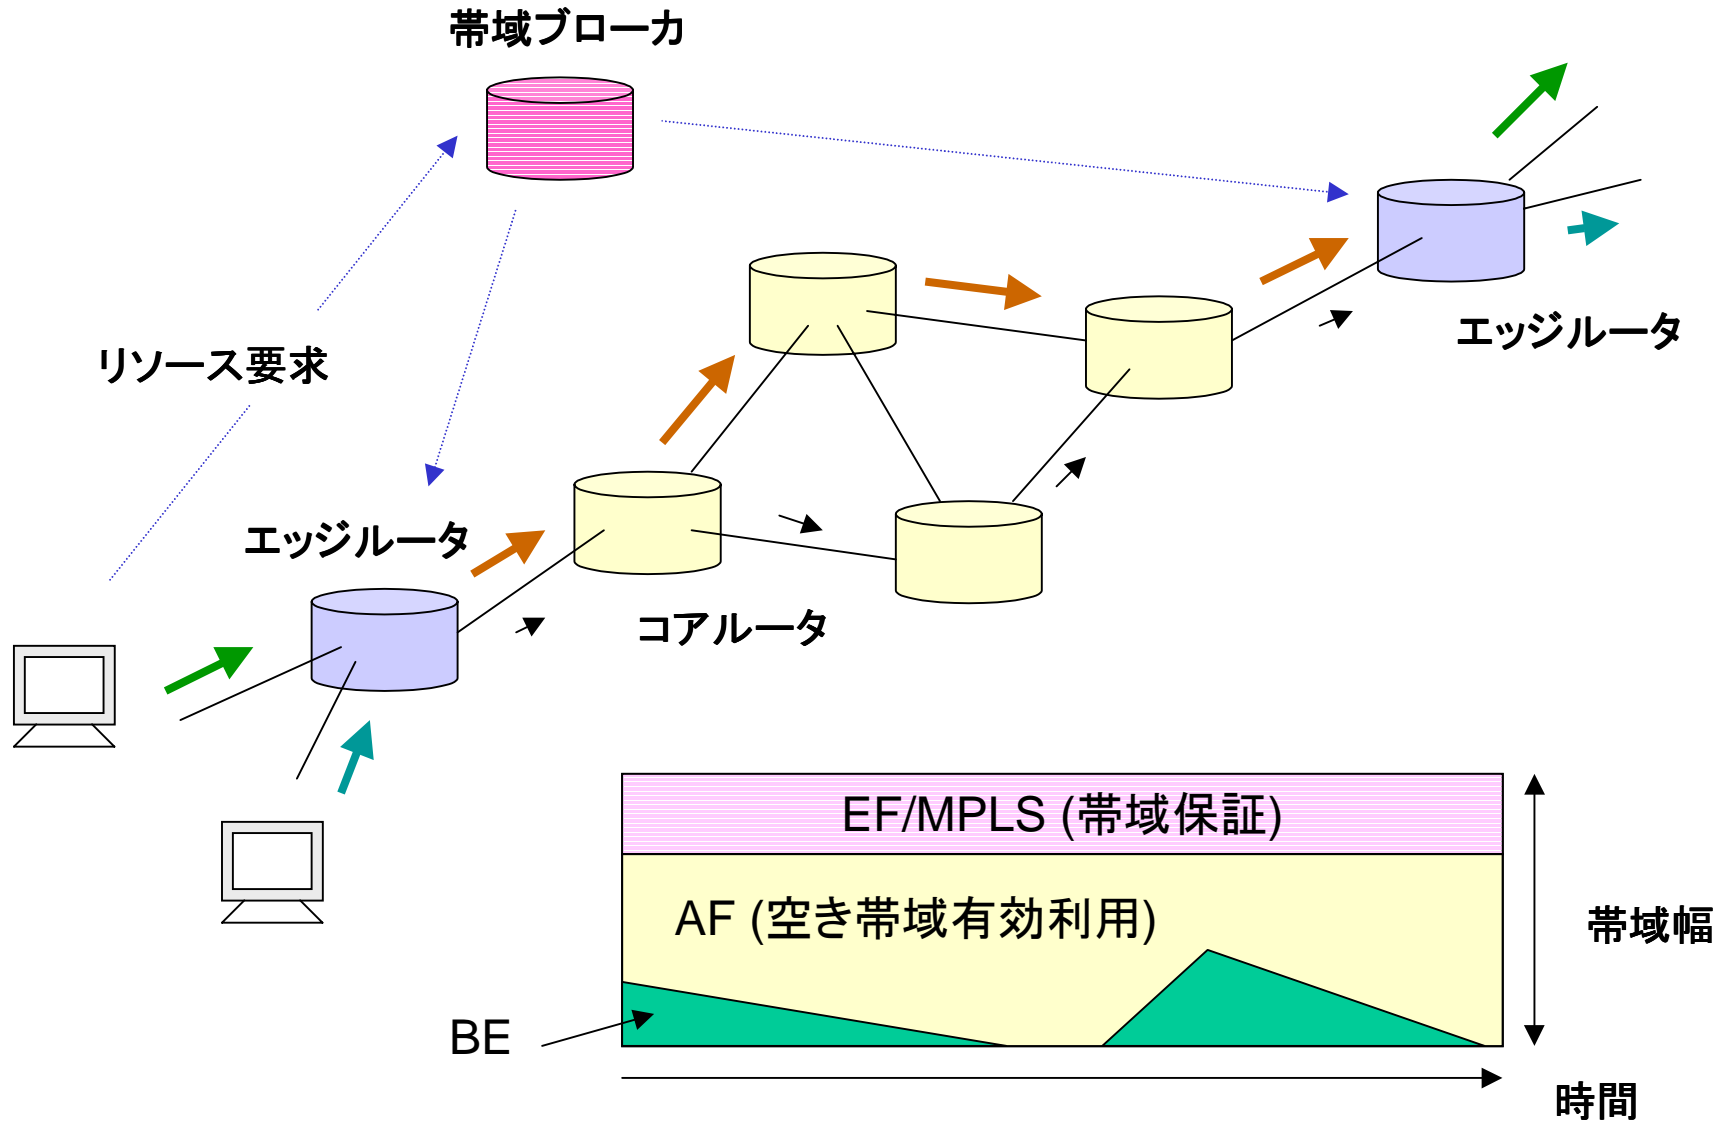 帯域ブローカ
リソース要求
エッジルータ
エッジルータ
コアルータ
EF/MPLS (帯域保証)
AF (空き帯域有効利用)
帯域幅
BE
時間